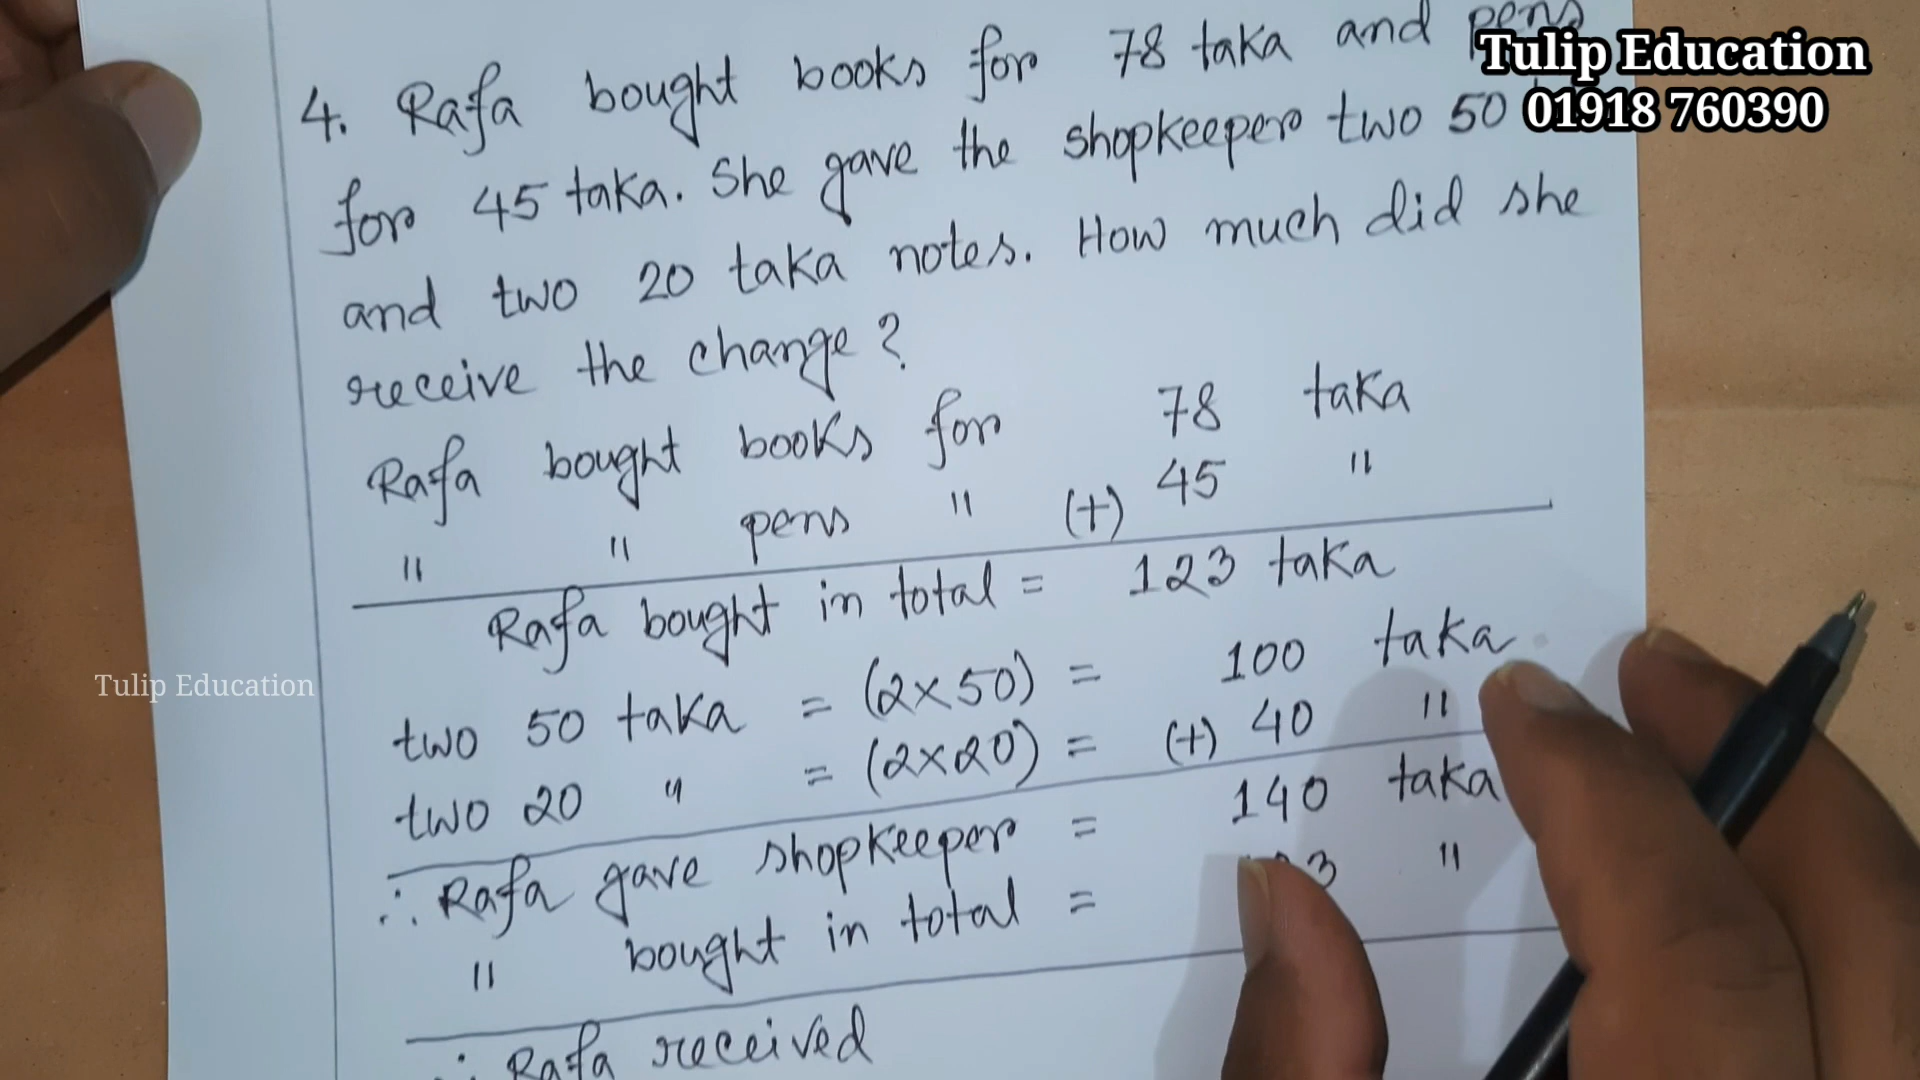 Tulip Education
01918 760390
4. Rafa bought books for 78 taka and pens
for 45 taka. She gave the shopkeeper two 50
and two 20 taka notes. How much did she
receive the change?
Rafa bought books for 78 taka
" " pens " (+) 45 "
Rafa bought in total = 123 taka
two 50 taka = (2×50) = 100 taka
two 20 " = (2×20) = (+) 40 "
∴ Rafa gave shopkeeper = 140 taka
" bought in total = "
∴ Rafa received
Tulip Education